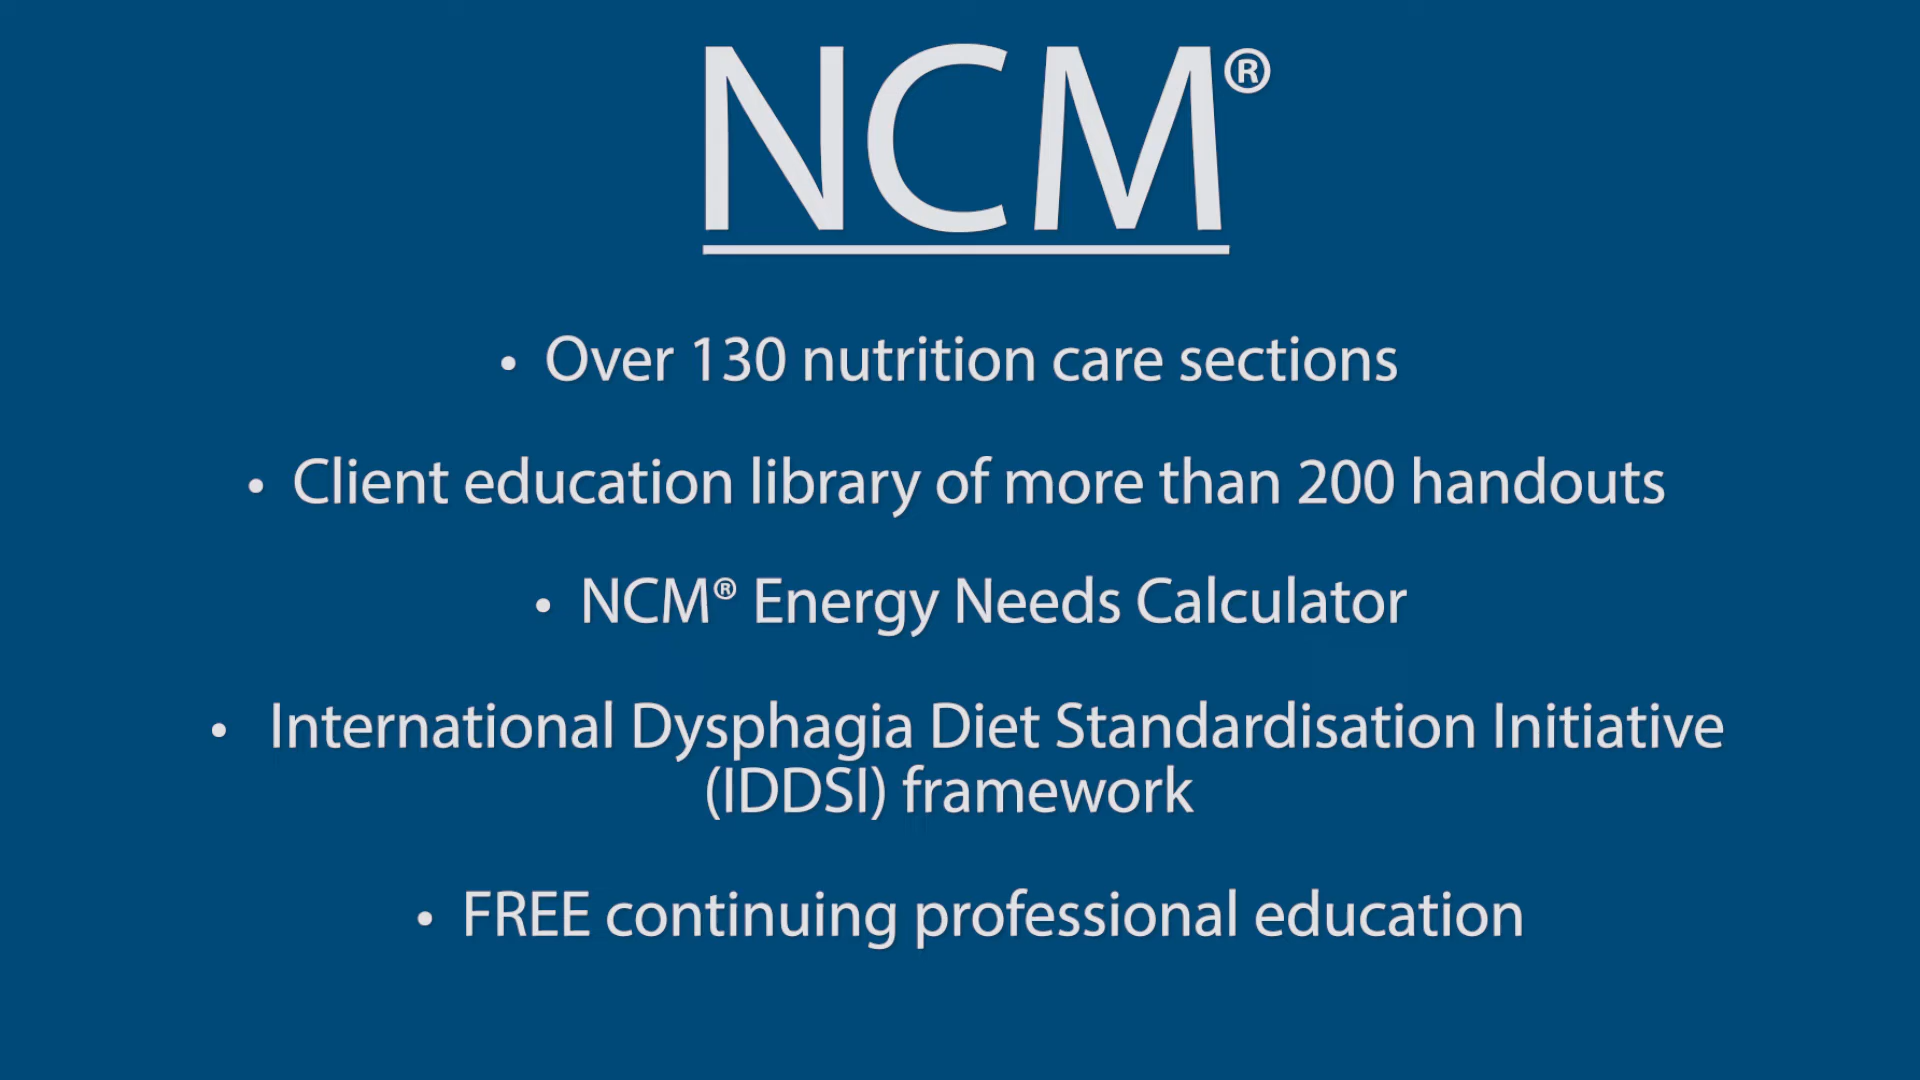 NCM®
• Over 130 nutrition care sections
• Client education library of more than 200 handouts
• NCM® Energy Needs Calculator
• International Dysphagia Diet Standardisation Initiative
(IDDSI) framework
• FREE continuing professional education